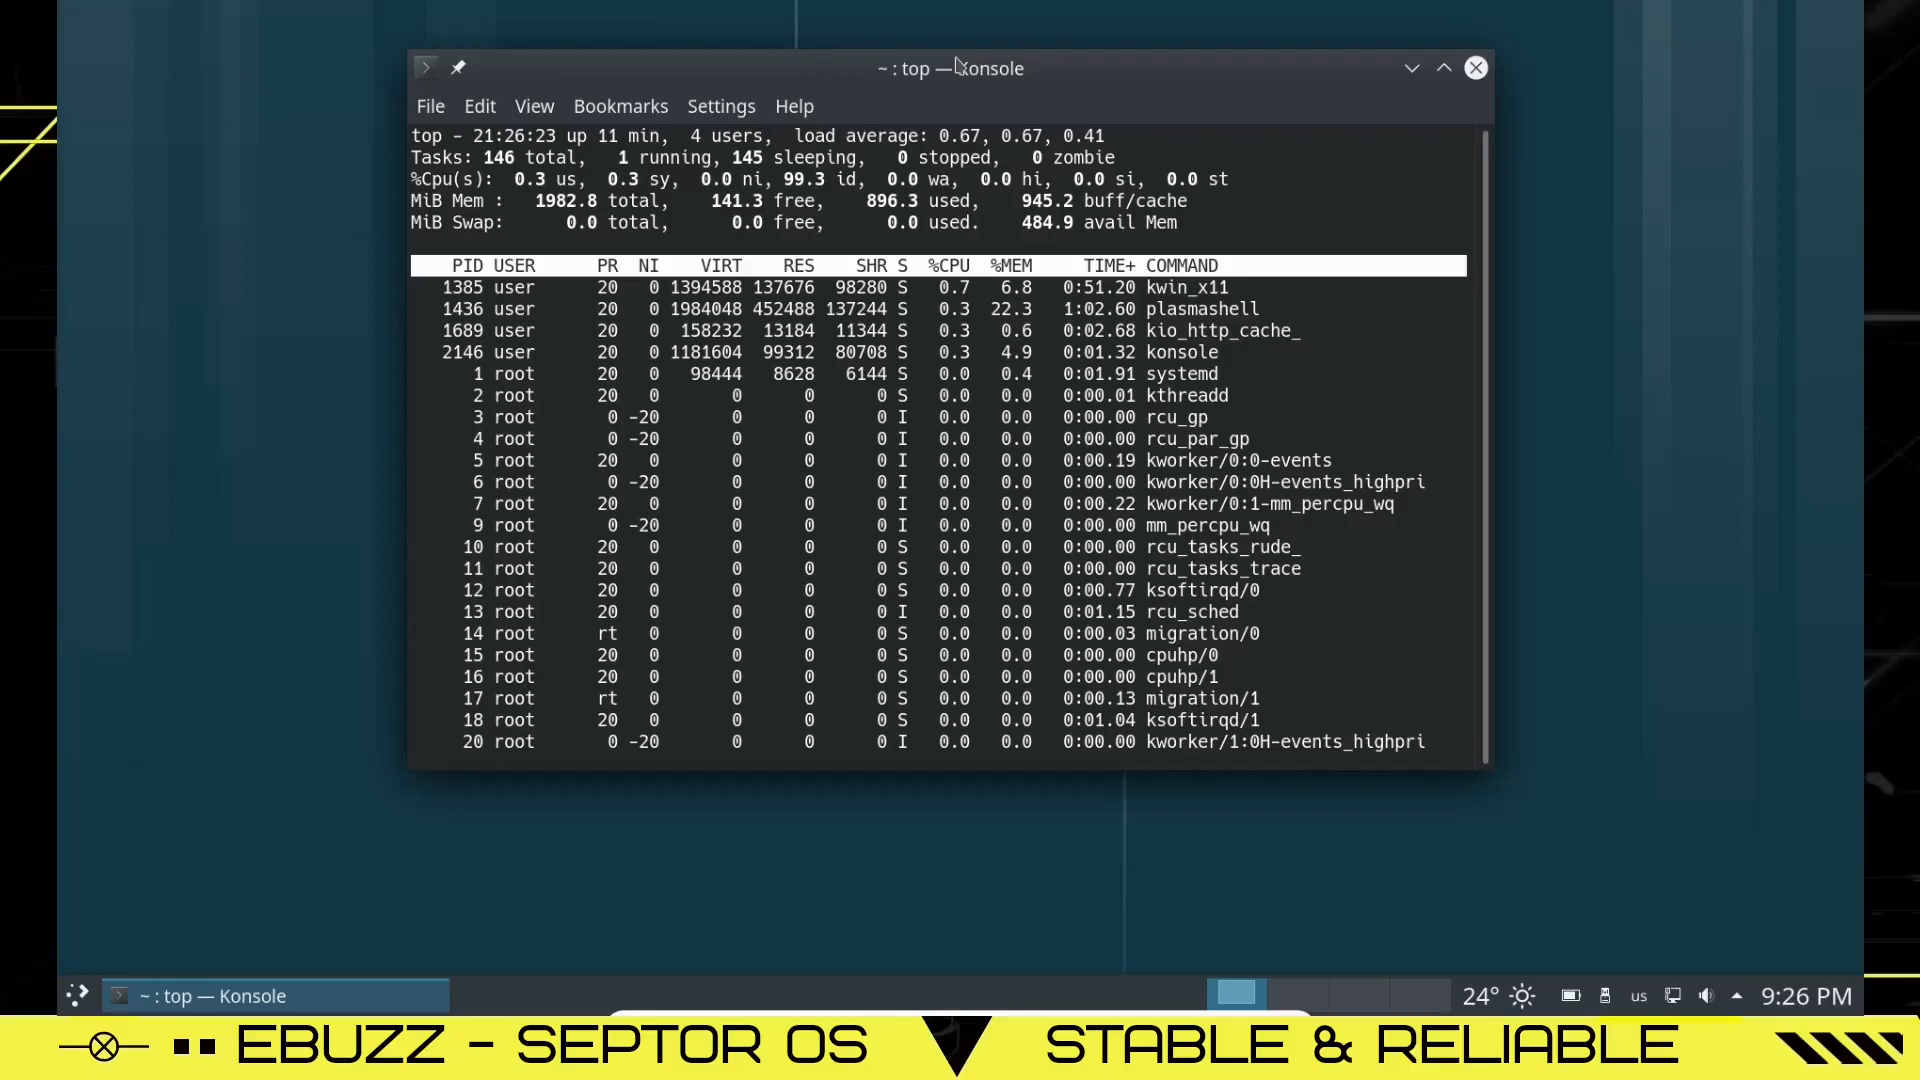 ~ : top — Konsole
File Edit View Bookmarks Settings Help
top - 21:26:23 up 11 min,  4 users,  load average: 0.67, 0.67, 0.41
Tasks: 146 total,   1 running, 145 sleeping,   0 stopped,   0 zombie
%Cpu(s):  0.3 us,  0.3 sy,  0.0 ni, 99.3 id,  0.0 wa,  0.0 hi,  0.0 si,  0.0 st
MiB Mem :   1982.8 total,    141.3 free,    896.3 used,    945.2 buff/cache
MiB Swap:      0.0 total,      0.0 free,      0.0 used.    484.9 avail Mem
PID USER PR NI VIRT RES SHR S %CPU %MEM TIME+ COMMAND
1385 user 20 0 1394588 137676 98280 S 0.7 6.8 0:51.20 kwin_x11
1436 user 20 0 1984048 452488 137244 S 0.3 22.3 1:02.60 plasmashell
1689 user 20 0 158232 13184 11344 S 0.3 0.6 0:02.68 kio_http_cache_
2146 user 20 0 1181604 99312 80708 S 0.3 4.9 0:01.32 konsole
1 root 20 0 98444 8628 6144 S 0.0 0.4 0:01.91 systemd
2 root 20 0 0 0 0 S 0.0 0.0 0:00.01 kthreadd
3 root 0 -20 0 0 0 I 0.0 0.0 0:00.00 rcu_gp
4 root 0 -20 0 0 0 I 0.0 0.0 0:00.00 rcu_par_gp
5 root 20 0 0 0 0 I 0.0 0.0 0:00.19 kworker/0:0-events
6 root 0 -20 0 0 0 I 0.0 0.0 0:00.00 kworker/0:0H-events_highpri
7 root 20 0 0 0 0 I 0.0 0.0 0:00.22 kworker/0:1-mm_percpu_wq
9 root 0 -20 0 0 0 I 0.0 0.0 0:00.00 mm_percpu_wq
10 root 20 0 0 0 0 S 0.0 0.0 0:00.00 rcu_tasks_rude_
11 root 20 0 0 0 0 S 0.0 0.0 0:00.00 rcu_tasks_trace
12 root 20 0 0 0 0 S 0.0 0.0 0:00.77 ksoftirqd/0
13 root 20 0 0 0 0 I 0.0 0.0 0:01.15 rcu_sched
14 root rt 0 0 0 0 S 0.0 0.0 0:00.03 migration/0
15 root 20 0 0 0 0 S 0.0 0.0 0:00.00 cpuhp/0
16 root 20 0 0 0 0 S 0.0 0.0 0:00.00 cpuhp/1
17 root rt 0 0 0 0 S 0.0 0.0 0:00.13 migration/1
18 root 20 0 0 0 0 S 0.0 0.0 0:01.04 ksoftirqd/1
20 root 0 -20 0 0 0 I 0.0 0.0 0:00.00 kworker/1:0H-events_highpri
~ : top — Konsole
24° us 9:26 PM
EBUZZ - SEPTOR OS STABLE & RELIABLE